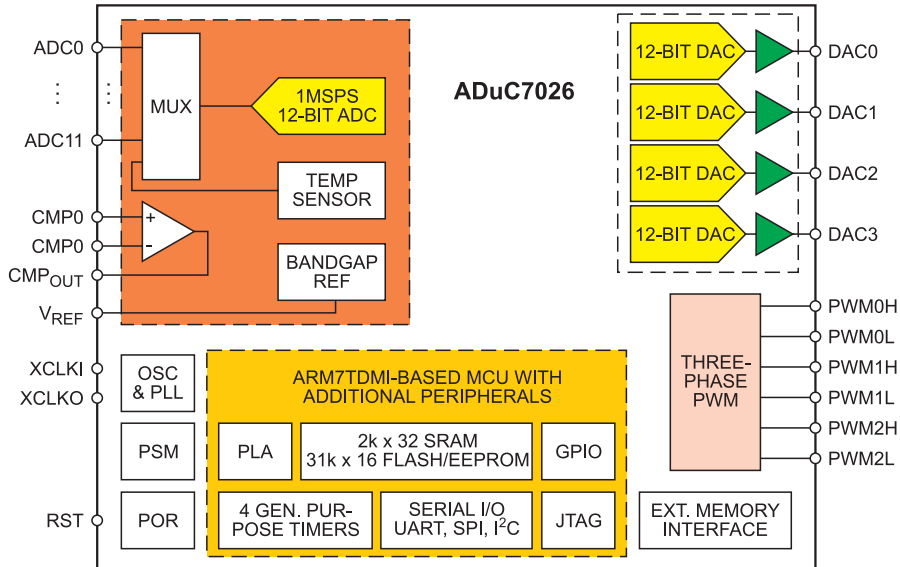 ADuC7026
ADC0
ADC11
CMP0
CMP0
CMPOUT
VREF
XCLKI
XCLKO
RST
MUX
1MSPS
12-BIT ADC
TEMP
SENSOR
+
-
BANDGAP
REF
12-BIT DAC
12-BIT DAC
12-BIT DAC
12-BIT DAC
DAC0
DAC1
DAC2
DAC3
THREE-
PHASE
PWM
PWM0H
PWM0L
PWM1H
PWM1L
PWM2H
PWM2L
OSC
& PLL
PSM
POR
ARM7TDMI-BASED MCU WITH
ADDITIONAL PERIPHERALS
PLA
2k x 32 SRAM
31k x 16 FLASH/EEPROM
GPIO
4 GEN. PUR-
POSE TIMERS
SERIAL I/O
UART, SPI, I²C
JTAG
EXT. MEMORY
INTERFACE